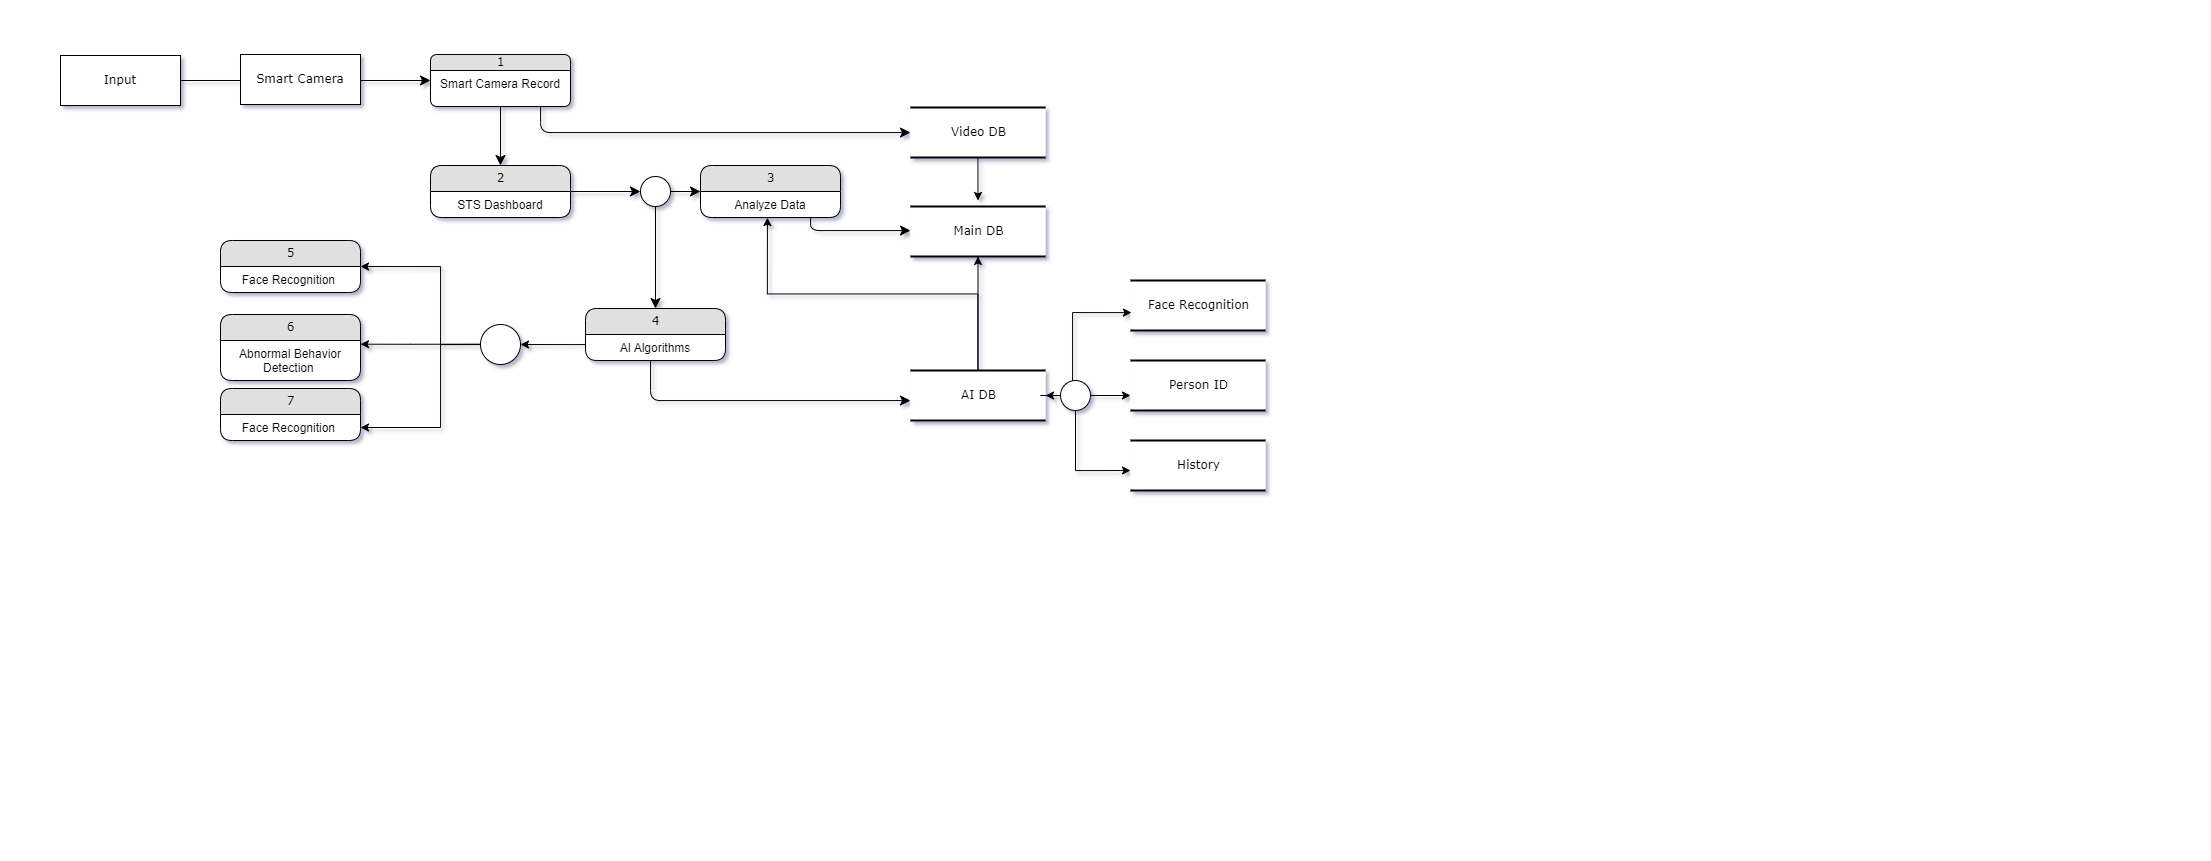 Input
Smart Camera
1
Smart Camera Record
Video DB
2
STS Dashboard
3
Analyze Data
Main DB
5
Face Recognition
6
Abnormal Behavior
Detection
7
Face Recognition
4
AI Algorithms
AI DB
Face Recognition
Person ID
History